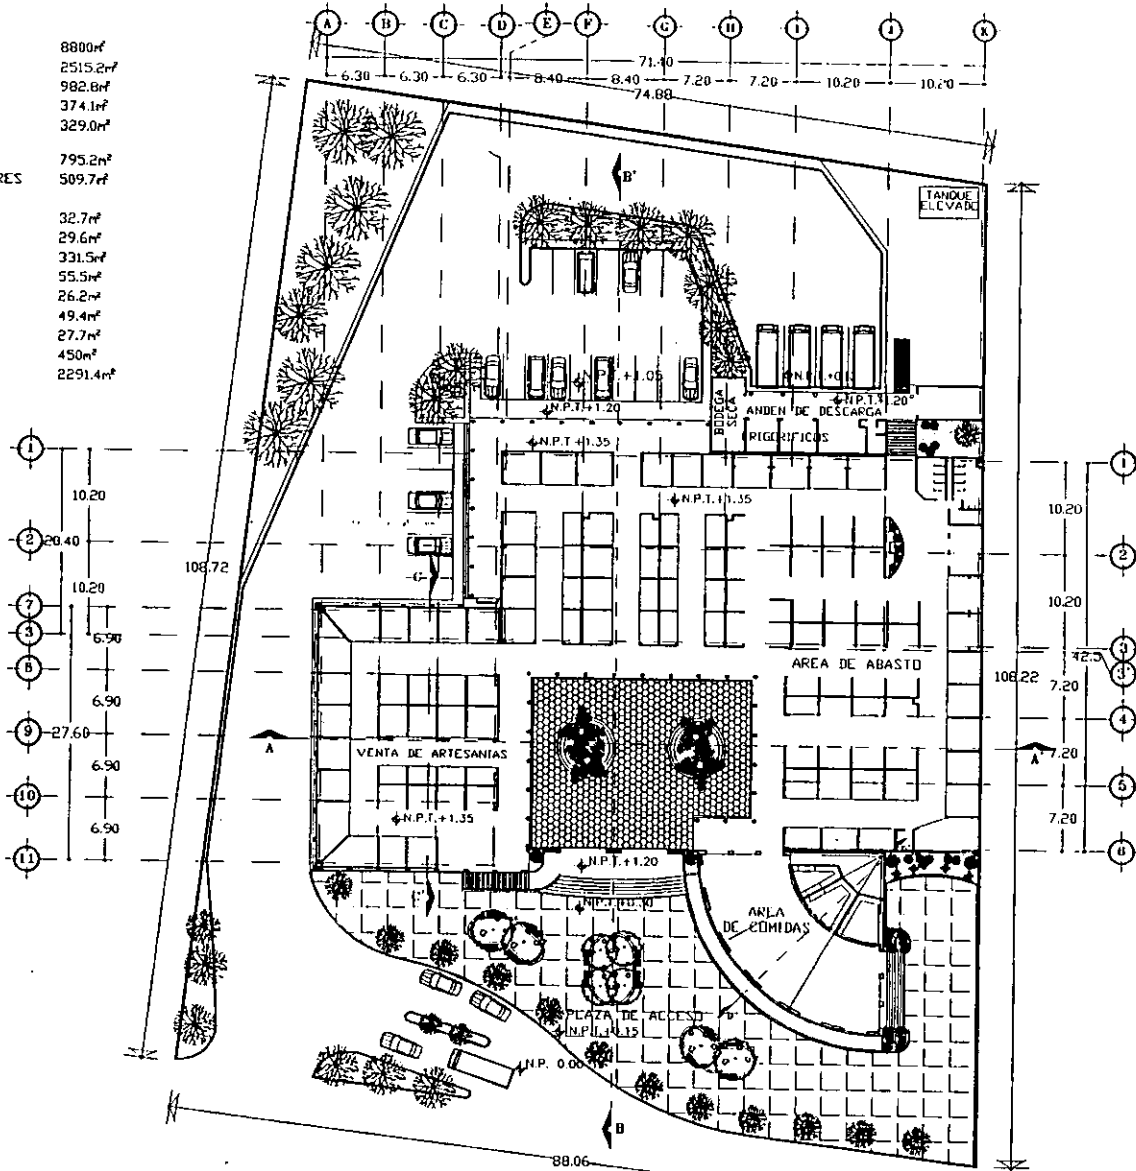 A B C D E F G H I J K
71.40
6.30 6.30 6.30 8.40 8.40 7.20 7.20 10.20 10.20
74.88
8800m²
2515.2m²
982.8m²
374.1m²
329.0m²
795.2m²
RES 509.7m²
32.7m²
29.6m²
331.5m²
55.5m²
26.2m²
49.4m²
27.7m²
450m²
2291.4m²
B'
TANQUE
ELEVADO
N.P.T.+1.05
N.P.T.+1.20
N.P.T.+1.20
BODEGA
SECA
ANDEN DE DESCARGA
N.P.T.+1.35
RIGORIFICOS
1
1
10.20
N.P.T.+1.35
10.20
2
20.40
2
108.72
C
10.20
10.20
7
3
6.90
3
42.5
AREA DE ABASTO
8
3'
108.22
7.20
6.90
4
9
27.60
A
VENTA DE ARTESANIAS
A'
7.20
6.90
5
10
N.P.T.+1.35
7.20
6.90
11
6
N.P.T.+1.20
C'
AREA
DE COMIDAS
PLAZA DE ACCESO
N.P.T.+0.15
N.P. 0.00
B
88.06